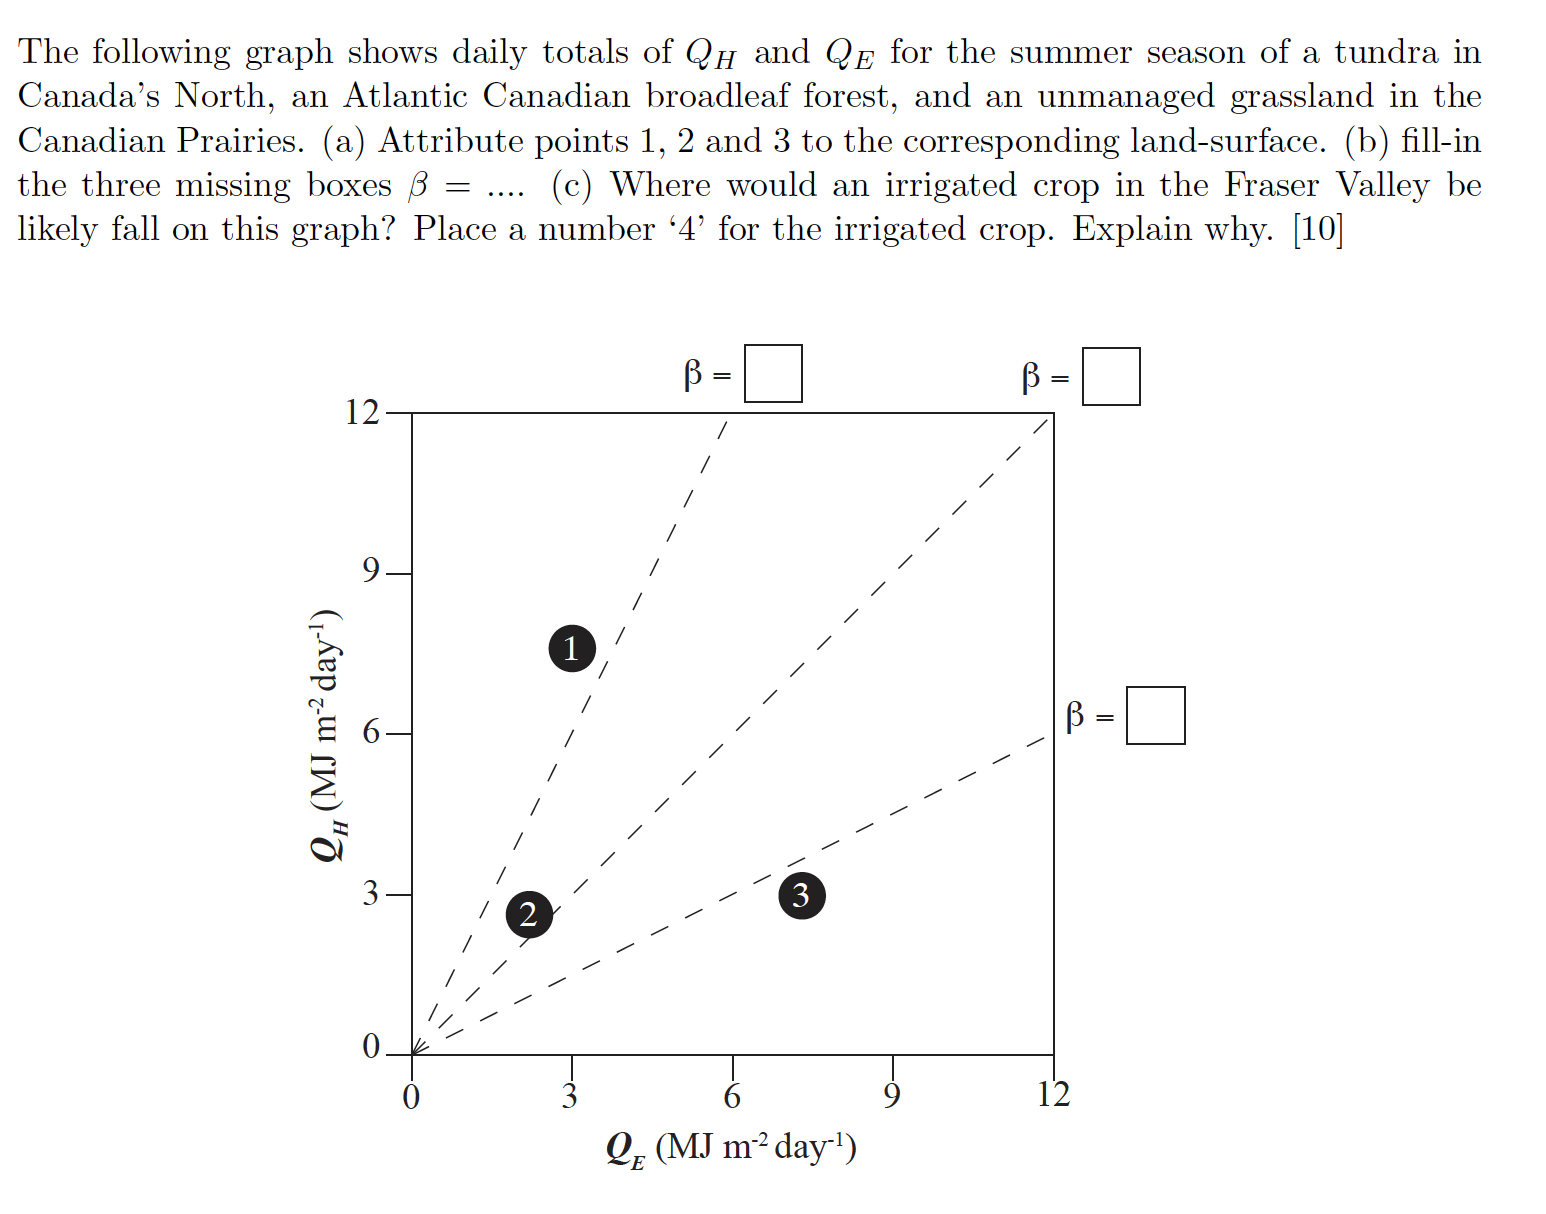 The following graph shows daily totals of Q_H and Q_E for the summer season of a tundra in
Canada's North, an Atlantic Canadian broadleaf forest, and an unmanaged grassland in the
Canadian Prairies. (a) Attribute points 1, 2 and 3 to the corresponding land-surface. (b) fill-in
the three missing boxes β = .... (c) Where would an irrigated crop in the Fraser Valley be
likely fall on this graph? Place a number ‘4’ for the irrigated crop. Explain why. [10]
β =
β =
12
9
1
6
β =
3
3
2
0
0
3
6
9
12
Q_H (MJ m⁻² day⁻¹)
Q_E (MJ m⁻² day⁻¹)